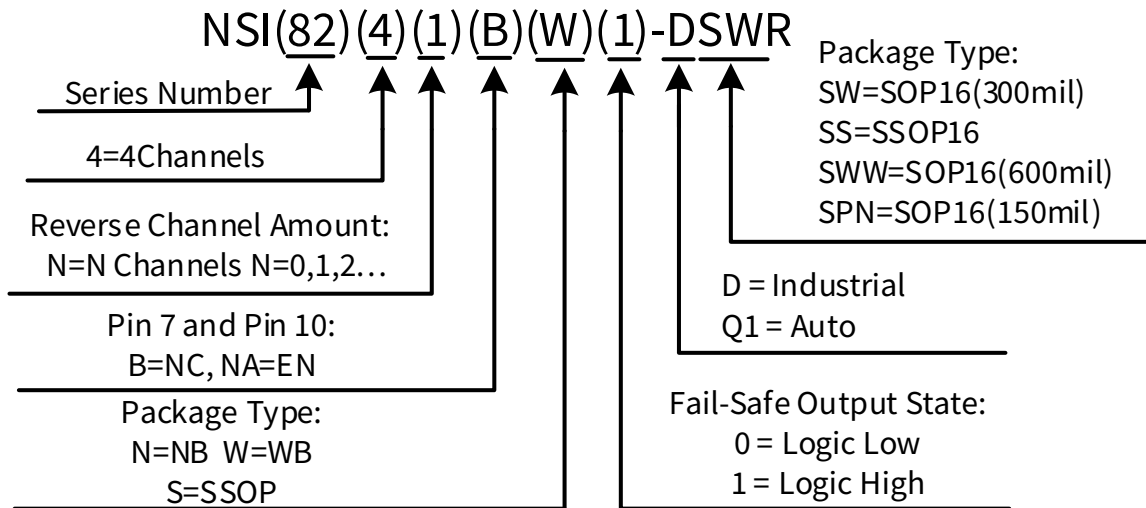 NSI(82)(4)(1)(B)(W)(1)-DSWR
Series Number
4=4Channels
Reverse Channel Amount:
N=N Channels N=0,1,2…
Pin 7 and Pin 10:
B=NC, NA=EN
Package Type:
N=NB W=WB
S=SSOP
Package Type:
SW=SOP16(300mil)
SS=SSOP16
SWW=SOP16(600mil)
SPN=SOP16(150mil)
D = Industrial
Q1 = Auto
Fail-Safe Output State:
0 = Logic Low
1 = Logic High